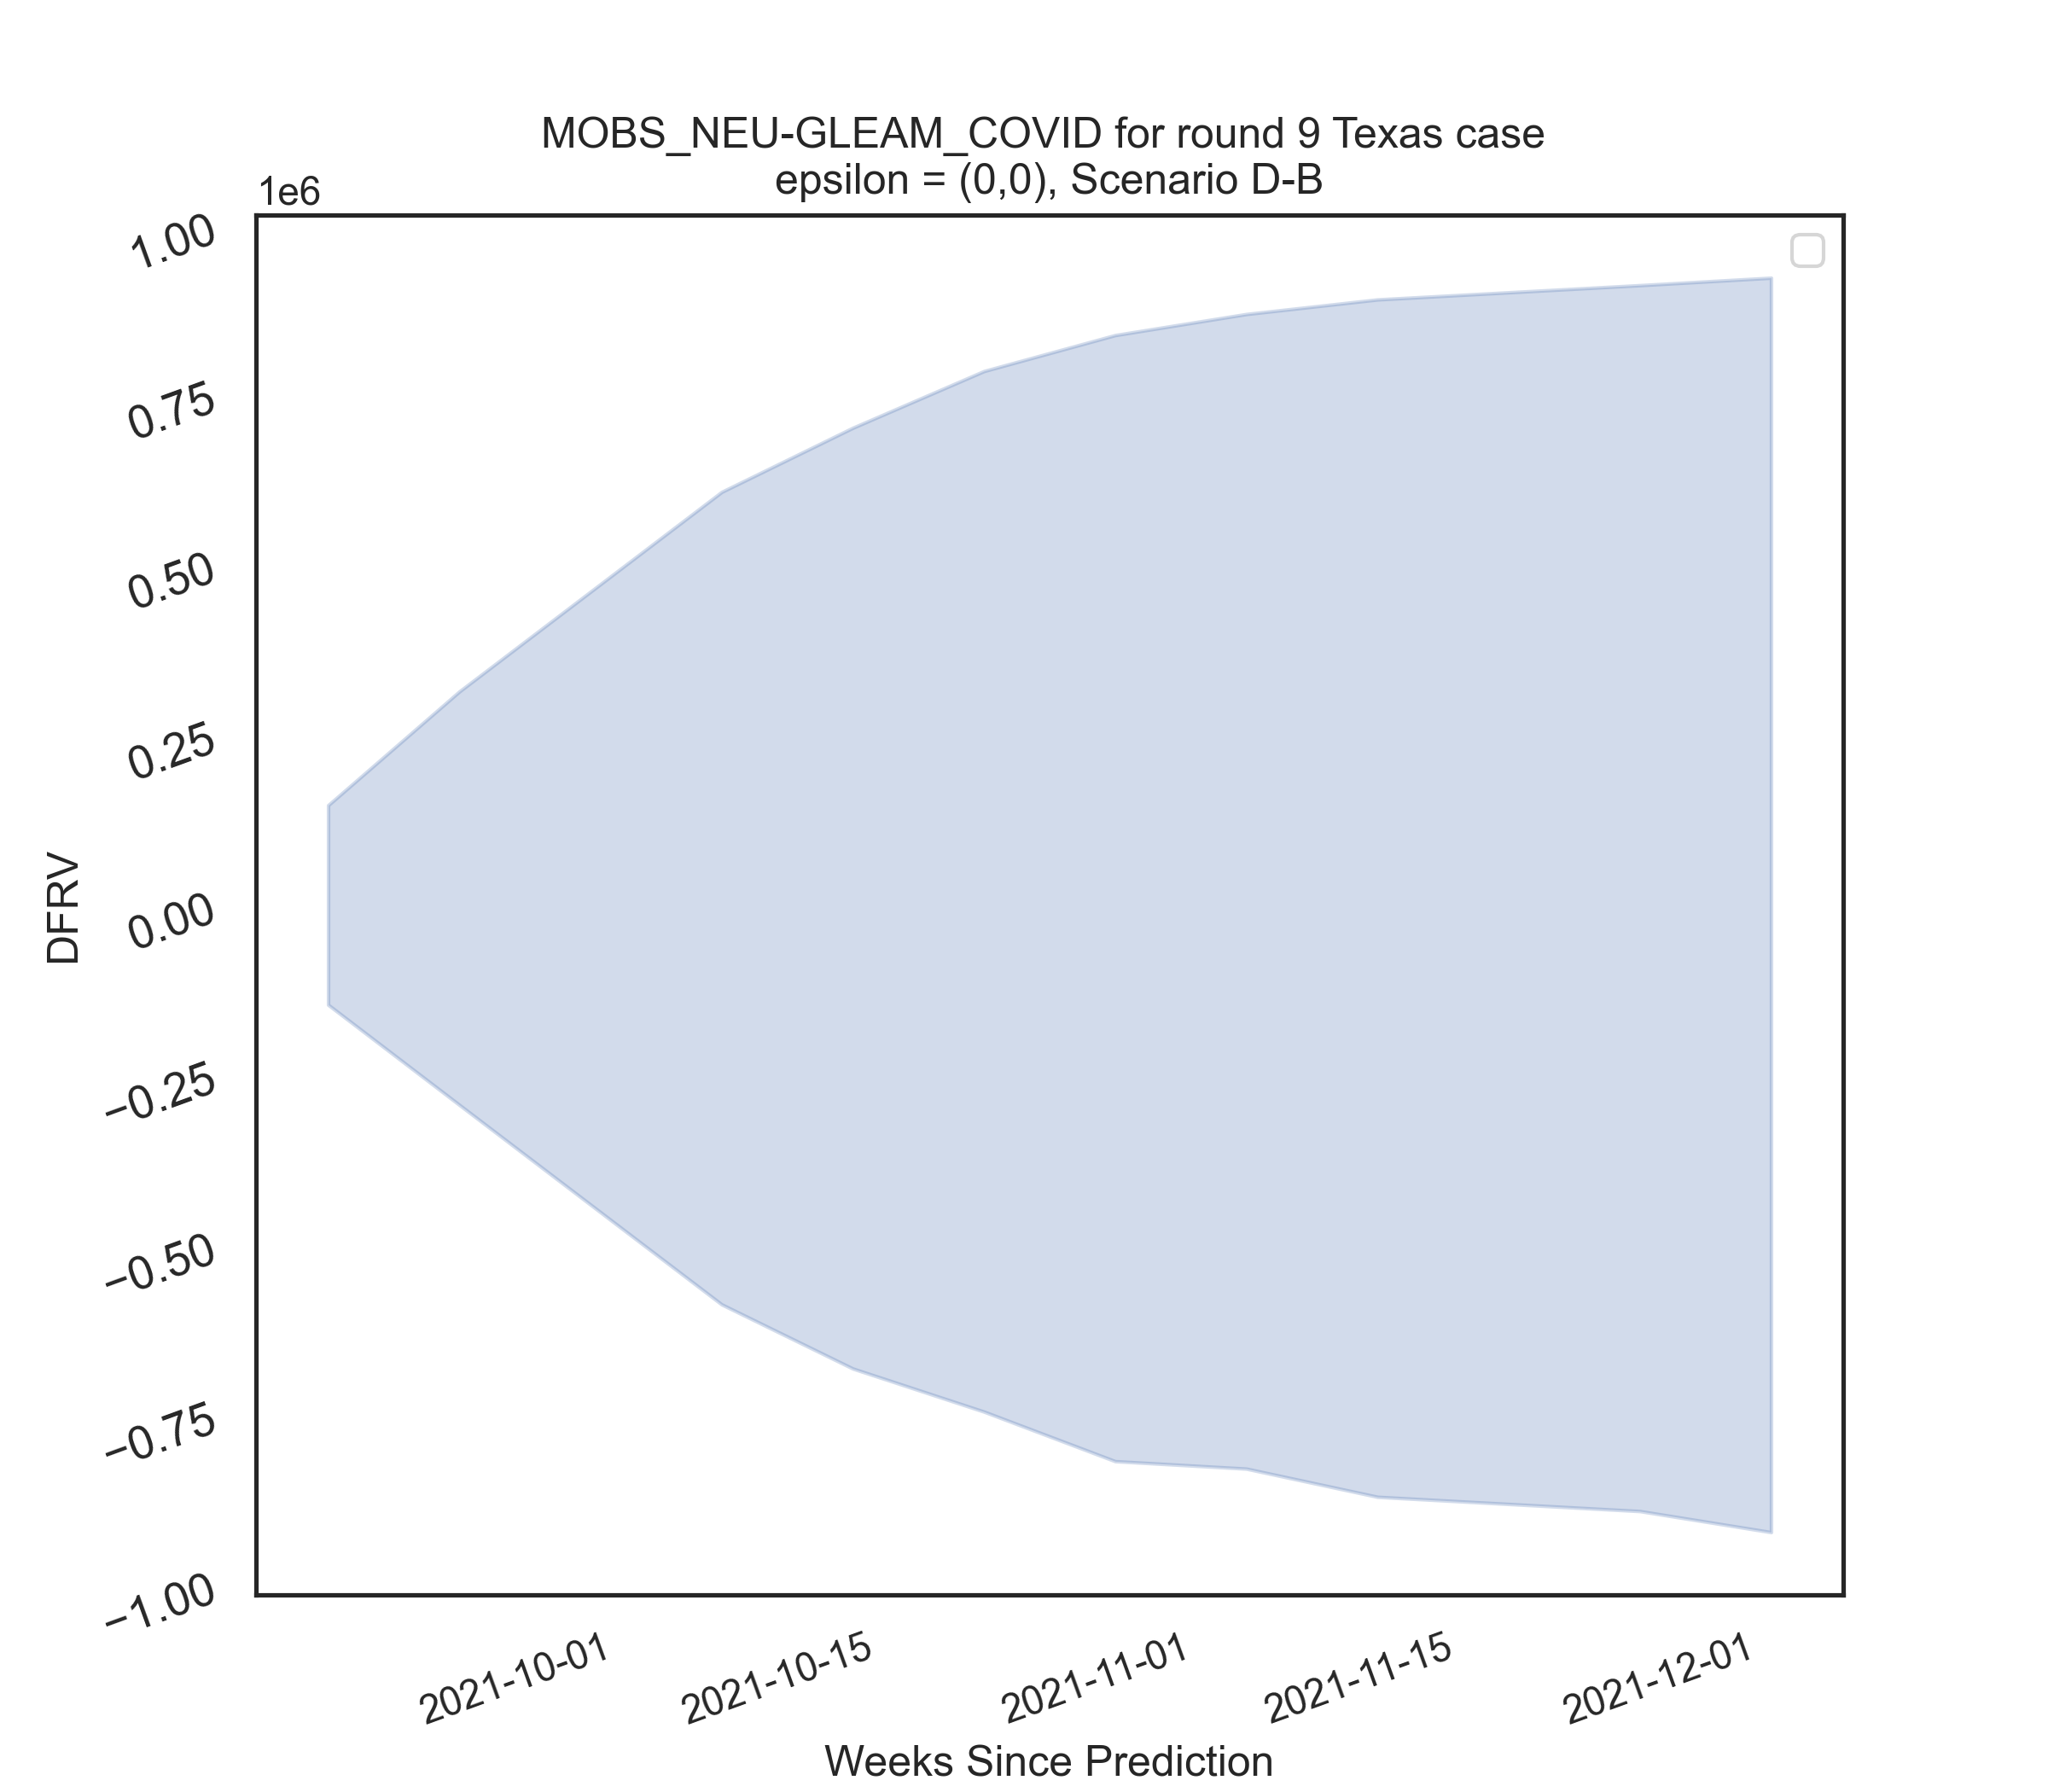 MOBS_NEU-GLEAM_COVID for round 9 Texas case
epsilon = (0,0), Scenario D-B
1e6
1.00
0.75
0.50
0.25
0.00
−0.25
−0.50
−0.75
−1.00
DFRV
2021-10-01
2021-10-15
2021-11-01
2021-11-15
2021-12-01
Weeks Since Prediction